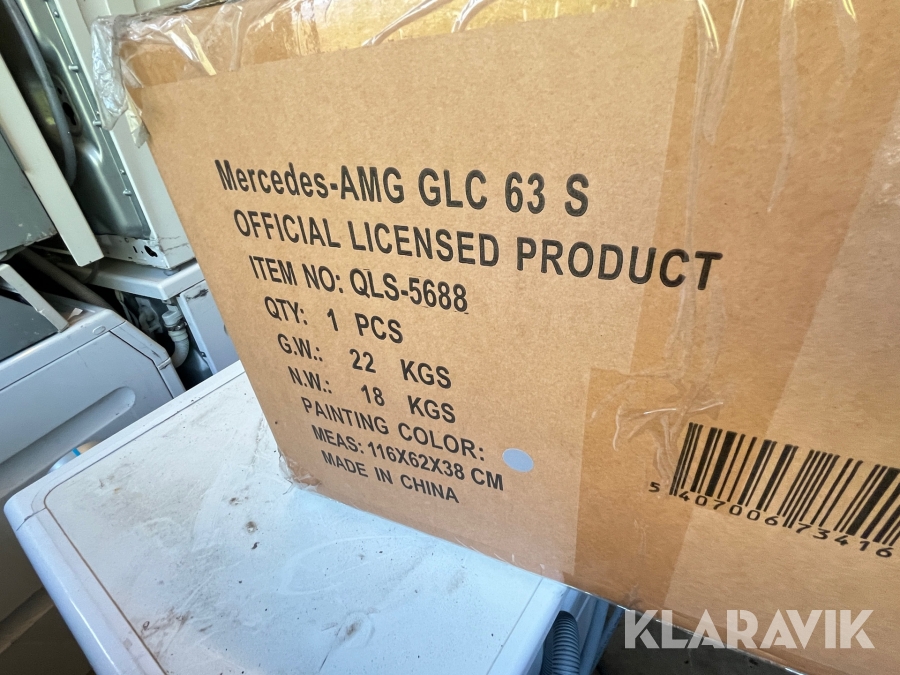 Mercedes-AMG GLC 63 S
OFFICIAL LICENSED PRODUCT
ITEM NO: QLS-5688
QTY: 1 PCS
G.W.: 22 KGS
N.W.: 18 KGS
PAINTING COLOR:
MEAS: 116X62X38 CM
MADE IN CHINA
5 407006 73416
KLARAVIK